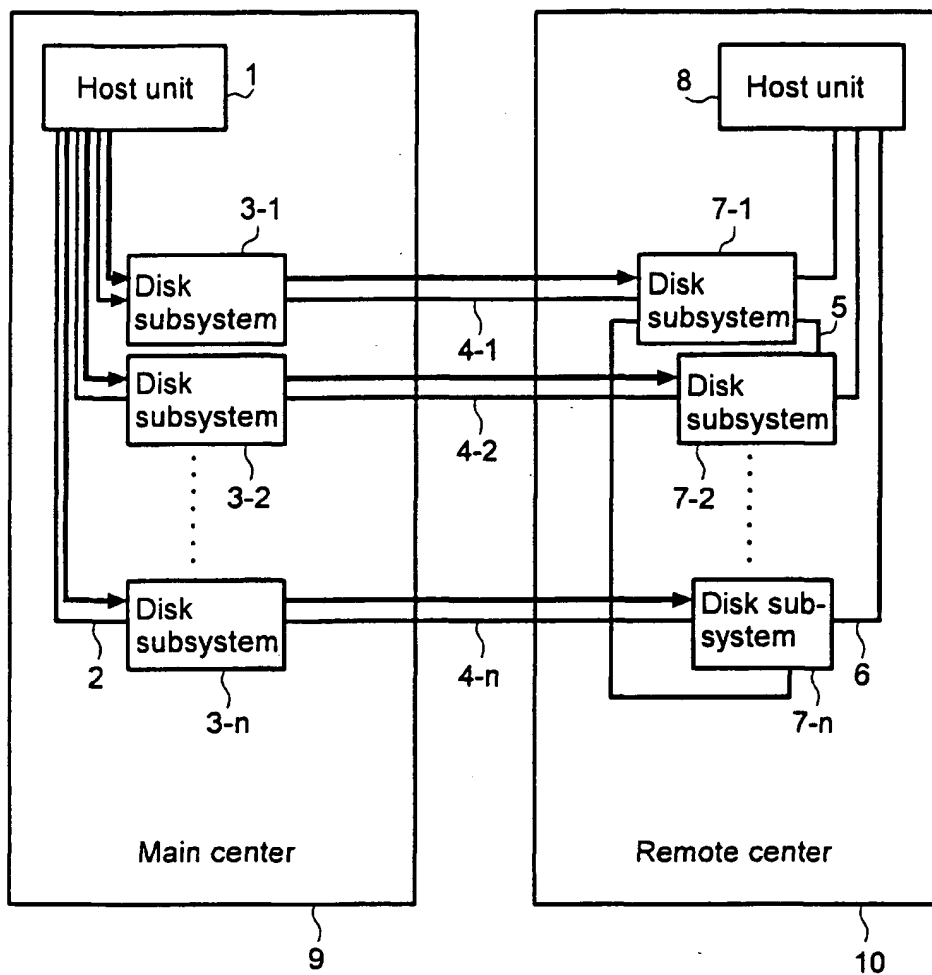 Host unit
1
8
Host unit
3-1
7-1
Disk
subsystem
Disk
subsystem
5
4-1
Disk
subsystem
Disk
subsystem
4-2
3-2
7-2
Disk
subsystem
Disk sub-
system
2
4-n
6
3-n
7-n
Main center
Remote center
9
10